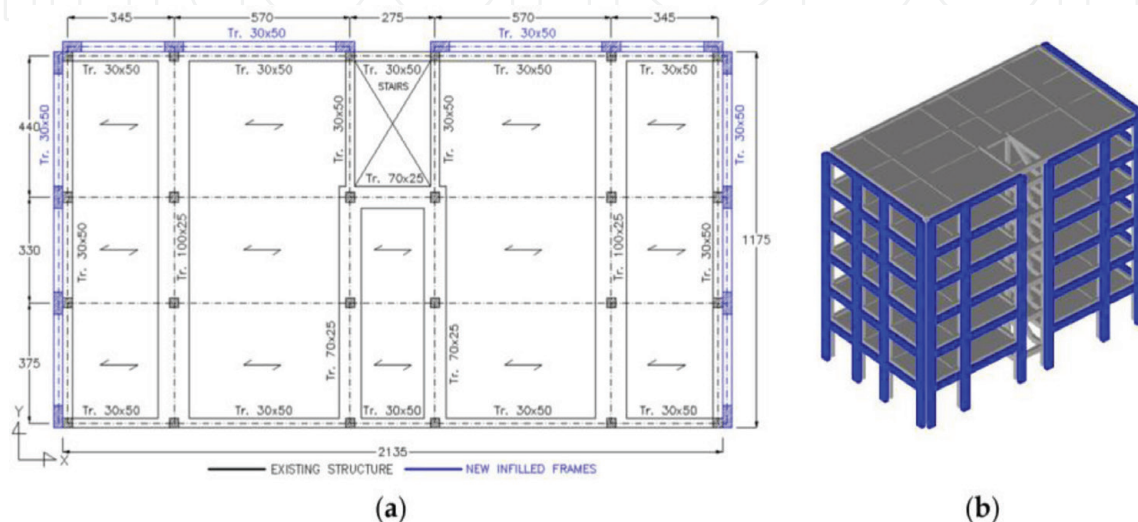 345 570 275 570 345
Tr. 30x50 Tr. 30x50
Tr. 30x50 Tr. 30x50 Tr. 30x50 Tr. 30x50 Tr. 30x50
STAIRS
440
Tr. 30x50
Tr. 30x50
Tr. 30x50
Tr. 30x50
Tr. 70x25
330
Tr. 30x50
Tr. 100x25
Tr. 100x25
Tr. 30x50
1175
375
Tr. 70x25
Tr. 70x25
Tr. 30x50 Tr. 30x50 Tr. 30x50 Tr. 30x50 Tr. 30x50
Y
X
2135
EXISTING STRUCTURE NEW INFILLED FRAMES
(a) (b)